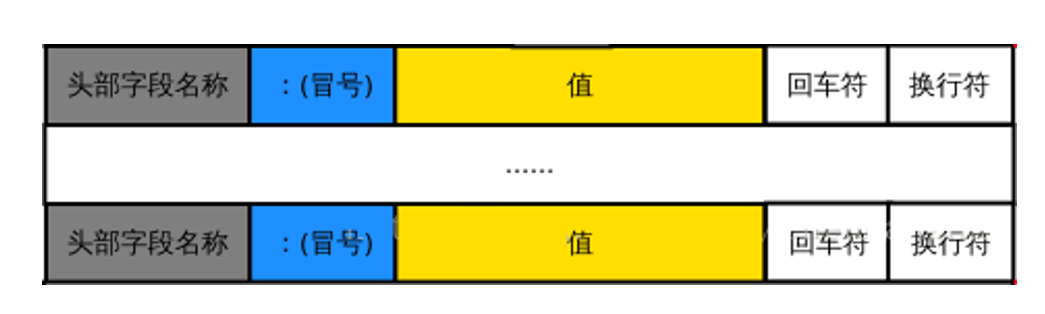 头部字段名称 : (冒号) 值 回车符 换行符
......
头部字段名称 : (冒号) 值 回车符 换行符